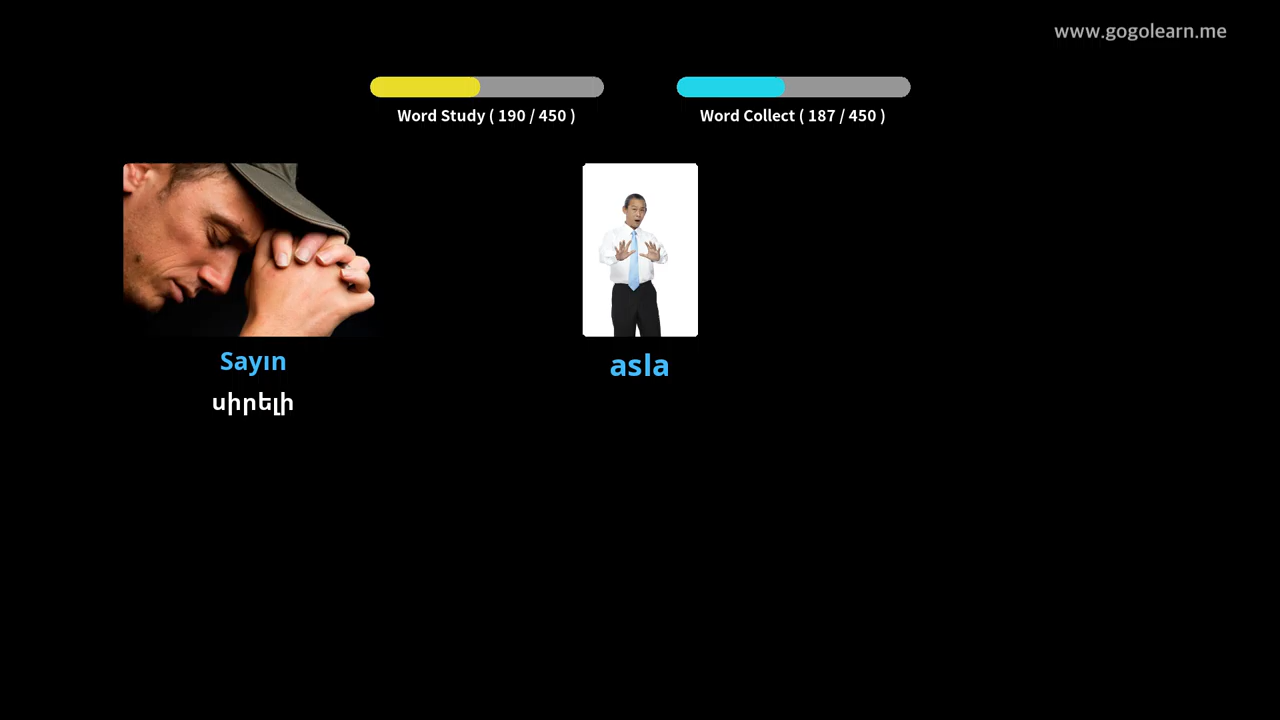 www.gogolearn.me
Word Study ( 190 / 450 )
Word Collect ( 187 / 450 )
Sayın
սիրելի
asla